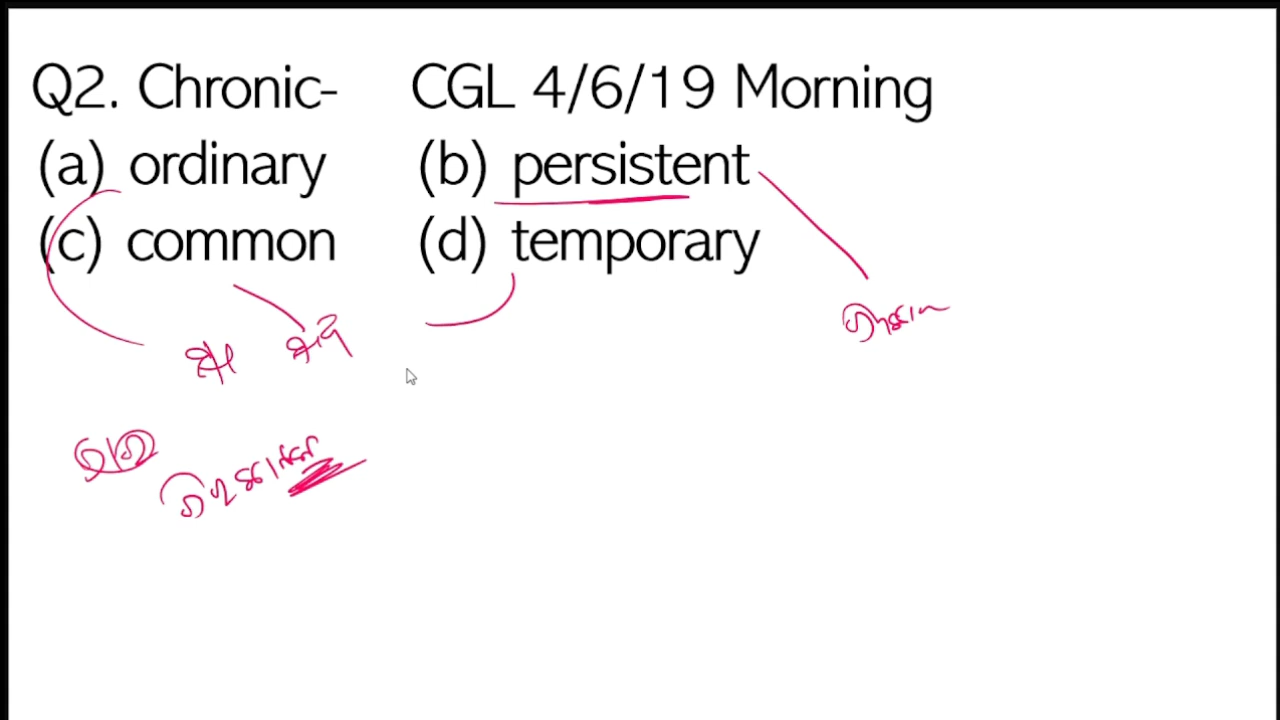 Q2. Chronic- CGL 4/6/19 Morning
(a) ordinary (b) persistent
(c) common (d) temporary